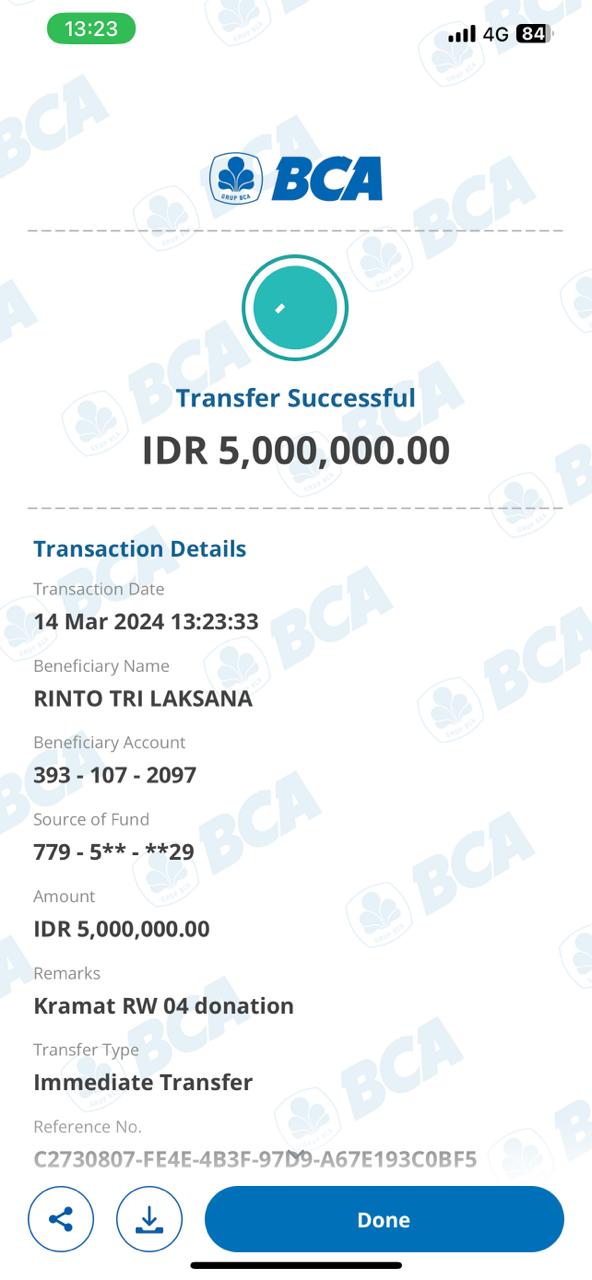 13:23
4G 84
GRUP BCA
BCA
Transfer Successful
IDR 5,000,000.00
Transaction Details
Transaction Date
14 Mar 2024 13:23:33
Beneficiary Name
RINTO TRI LAKSANA
Beneficiary Account
393 - 107 - 2097
Source of Fund
779 - 5** - **29
Amount
IDR 5,000,000.00
Remarks
Kramat RW 04 donation
Transfer Type
Immediate Transfer
Reference No.
C2730807-FE4E-4B3F-97D9-A67E193C0BF5
Done